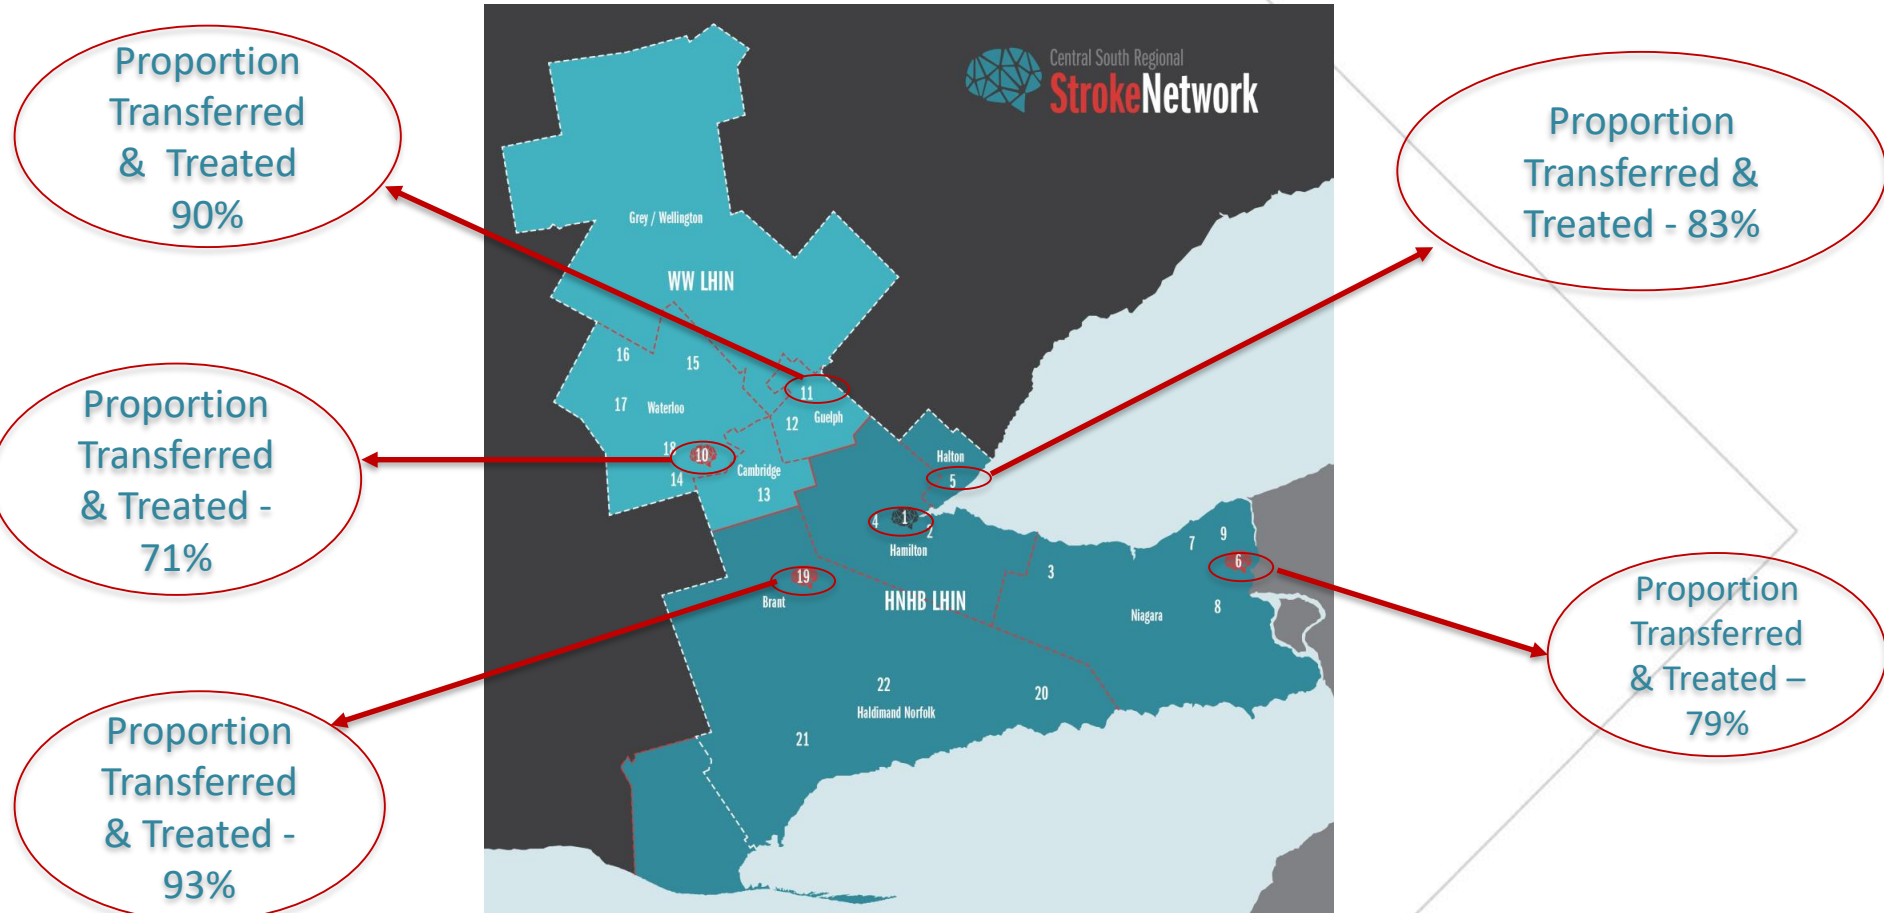 Proportion
Transferred
& Treated
90%
Proportion
Transferred
& Treated -
71%
Proportion
Transferred
& Treated -
93%
Central South Regional
StrokeNetwork
Grey / Wellington
WW LHIN
16
15
11
17
Waterloo
12
Guelph
18
10
Cambridge
14
13
Halton
5
4
1
2
Hamilton
7
9
6
3
19
Brant
HNHB LHIN
8
Niagara
22
20
Haldimand Norfolk
21
Proportion
Transferred &
Treated - 83%
Proportion
Transferred
& Treated –
79%